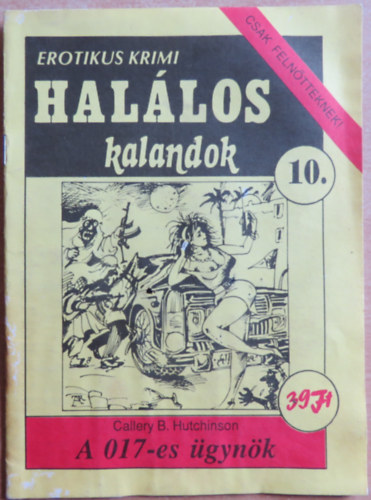 CSAK FELNŐTTEKNEK!
EROTIKUS KRIMI
HALÁLOS
kalandok
10.
39 Ft
Callery B. Hutchinson
A 017-es ügynök